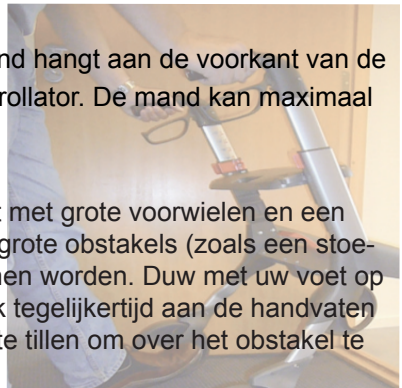 nd hangt aan de voorkant van de
rollator. De mand kan maximaal
t met grote voorwielen en een
grote obstakels (zoals een stoe-
nen worden. Duw met uw voet op
k tegelijkertijd aan de handvaten
te tillen om over het obstakel te